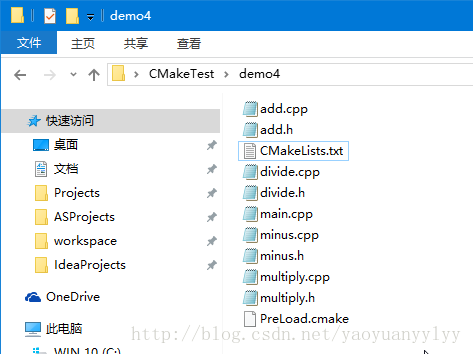 demo4
文件 主页 共享 查看
CMakeTest demo4
快速访问
桌面
文档
Projects
ASProjects
workspace
IdeaProjects
OneDrive
此电脑
WIN 10 (C:)
add.cpp
add.h
CMakeLists.txt
divide.cpp
divide.h
main.cpp
minus.cpp
minus.h
multiply.cpp
multiply.h
PreLoad.cmake
http://blog.csdn.net/yaoyuanyylyy